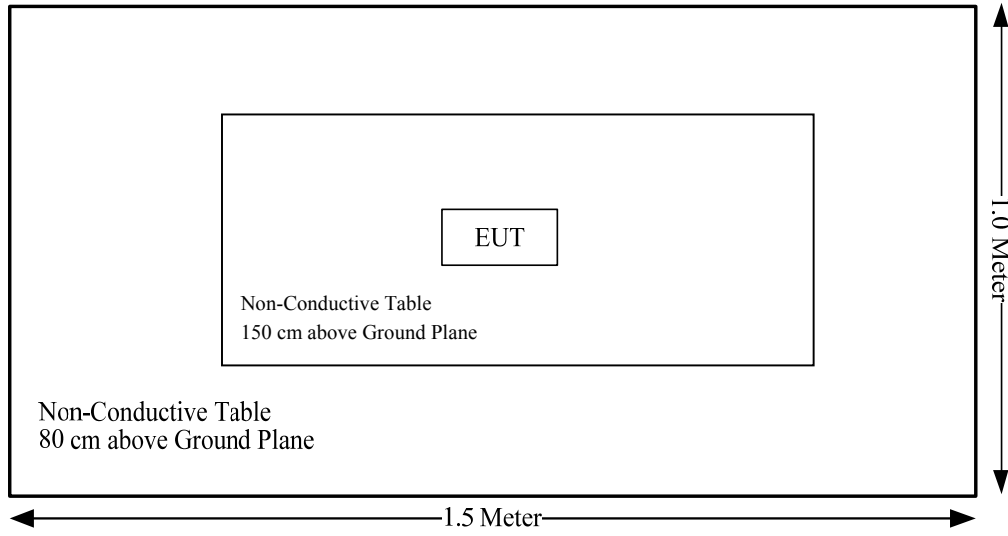 EUT
Non-Conductive Table
150 cm above Ground Plane
Non-Conductive Table
80 cm above Ground Plane
1.0 Meter
1.5 Meter